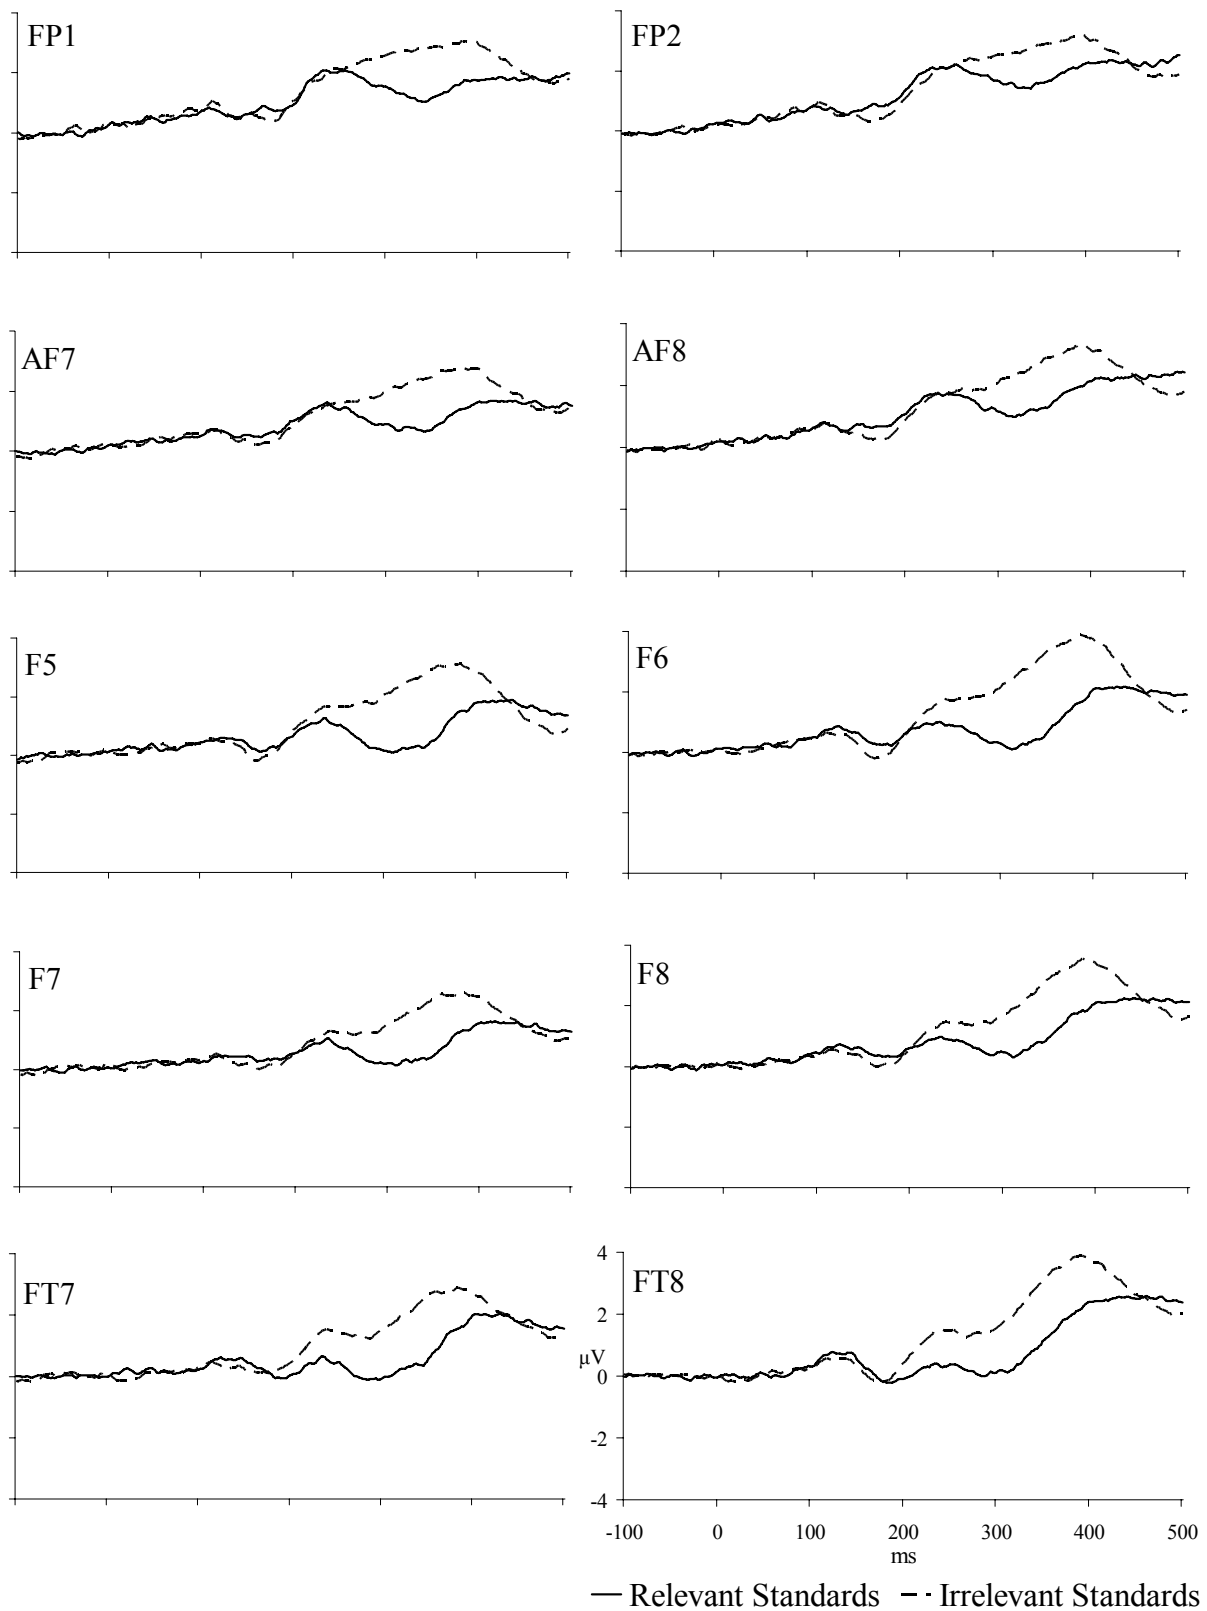 FP1
FP2
AF7
AF8
F5
F6
F7
F8
FT7
FT8
4
2
µV
0
-2
-4
-100 0 100 200 300 400 500
ms
Relevant Standards Irrelevant Standards